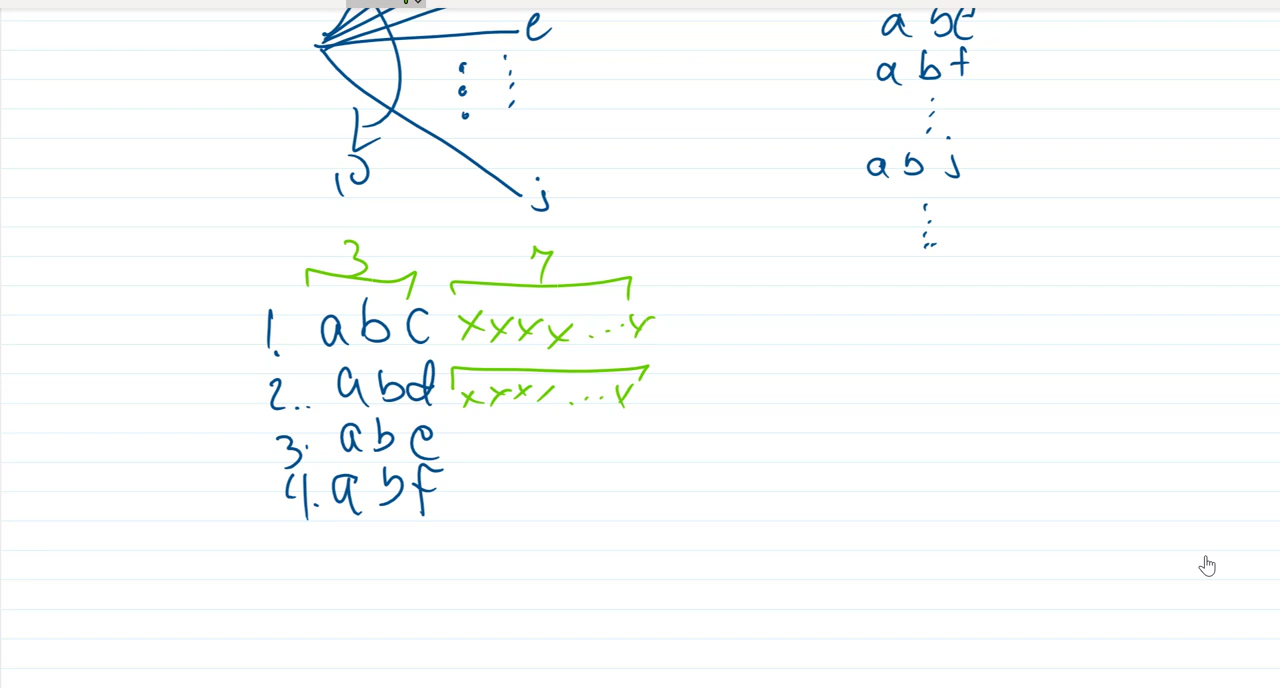 e
10
j
a b e
a b f
a b j
3 7
1. a b c x x x x ... x
2.. a b d x x x x ... x
3. a b e
4. a b f